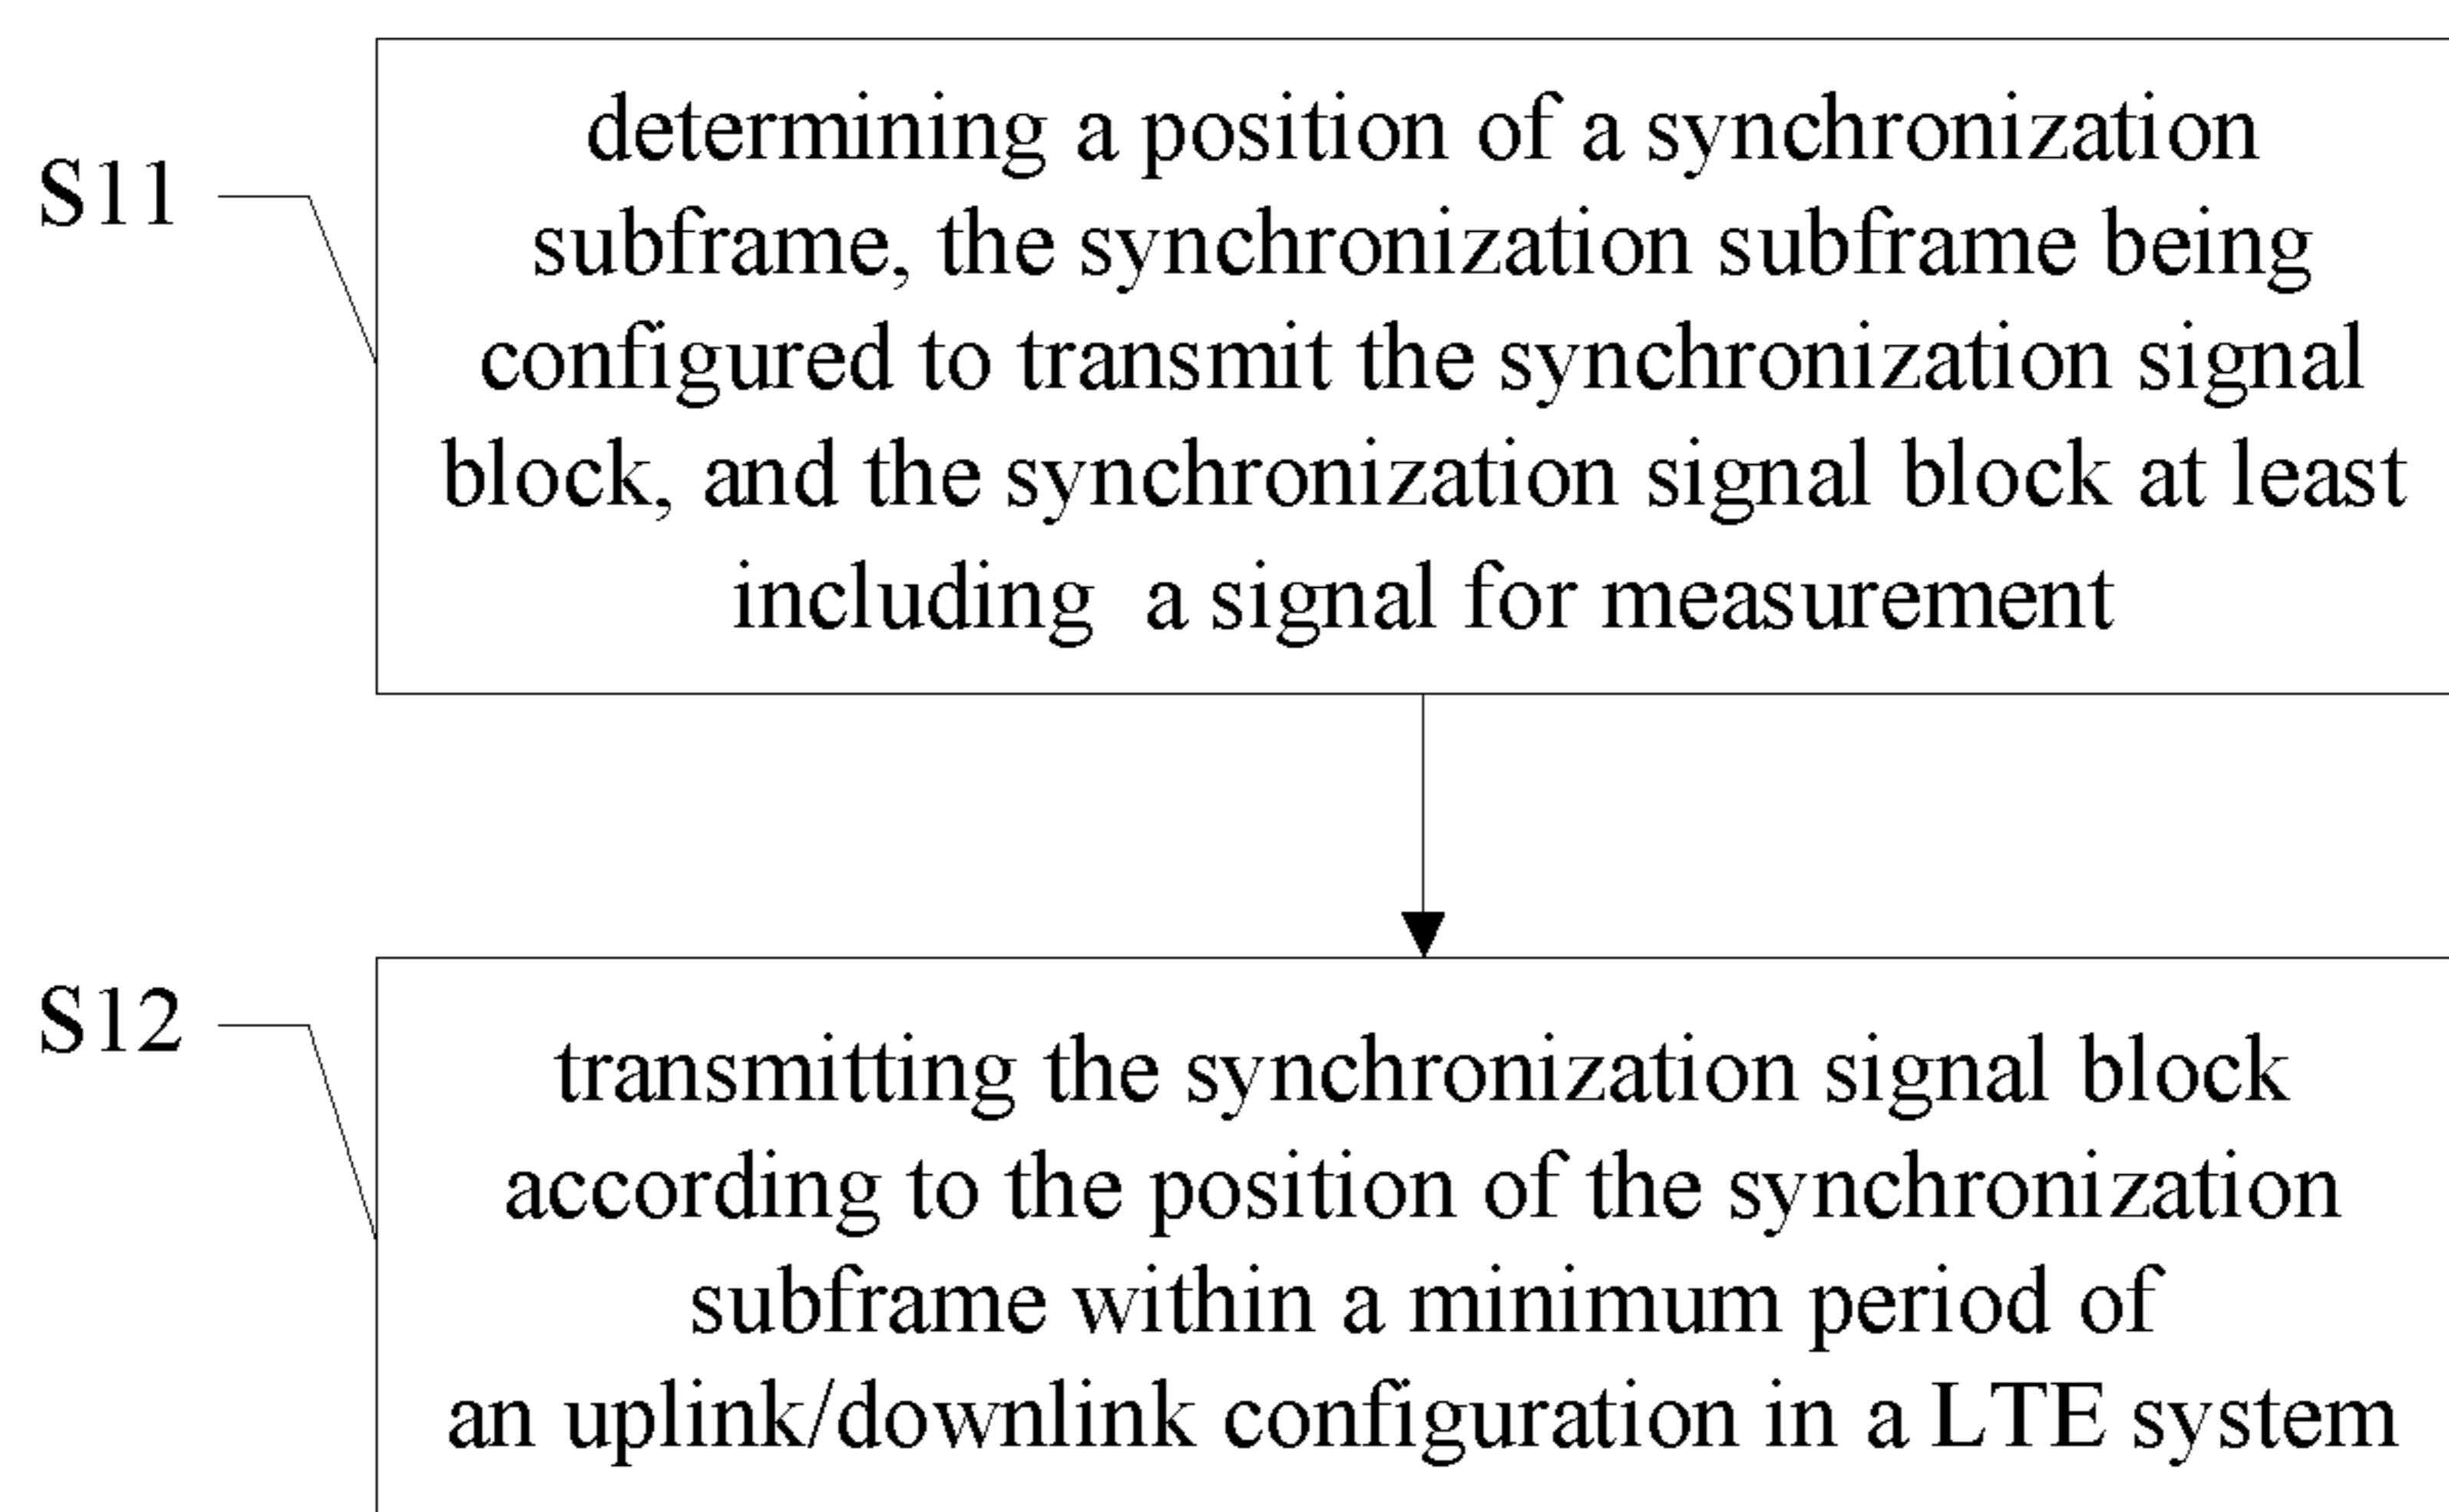 S11
determining a position of a synchronization
subframe, the synchronization subframe being
configured to transmit the synchronization signal
block, and the synchronization signal block at least
including a signal for measurement
S12
transmitting the synchronization signal block
according to the position of the synchronization
subframe within a minimum period of
an uplink/downlink configuration in a LTE system